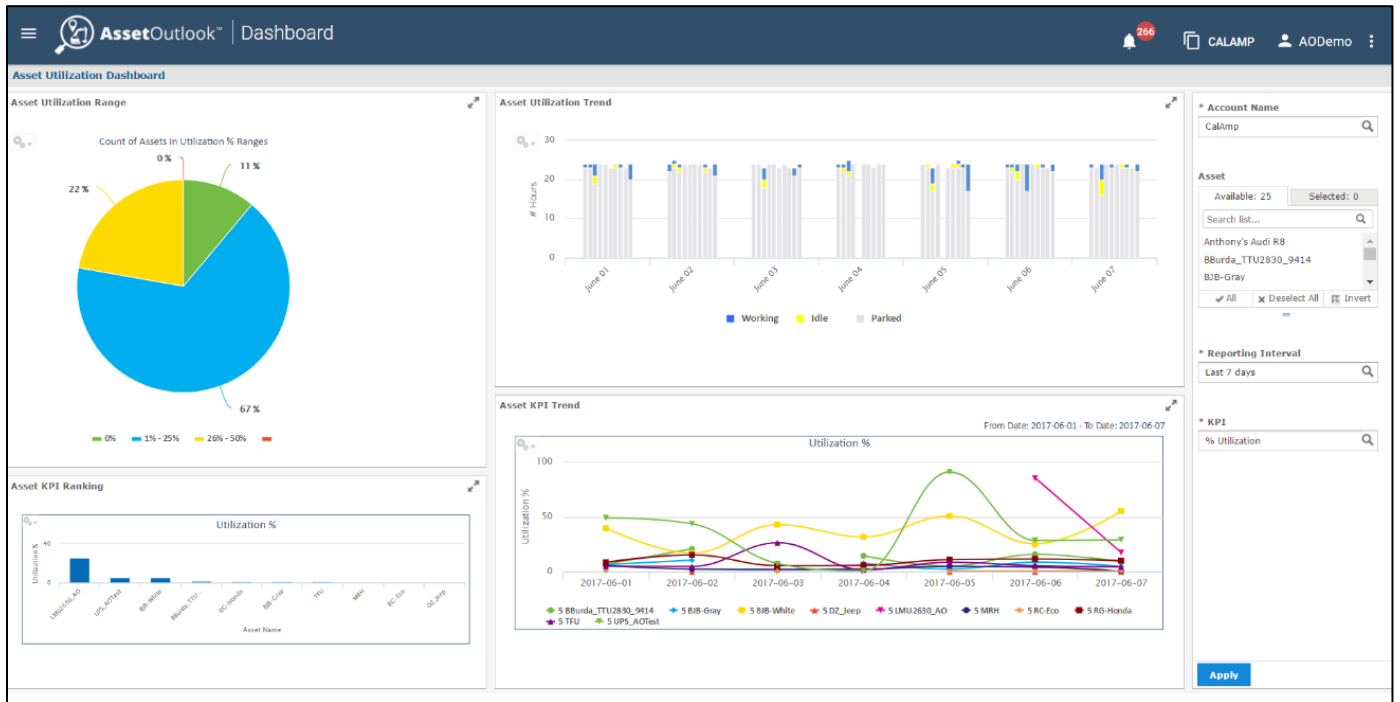 AssetOutlook™ | Dashboard
266
CALAMP
AODemo
Asset Utilization Dashboard
Asset Utilization Range
Count of Assets in Utilization % Ranges
0 %
11 %
22 %
67 %
0%
1% - 25%
26% - 50%
Asset KPI Ranking
Utilization %
Utilization %
40
0
LMU2630_AO
UPS_AOTest
BJB-White
BBurda_TTU...
RG-Honda
BJB-Gray
TFU
MRH
RC-Eco
DZ_Jeep
Asset Name
Asset Utilization Trend
# Hours
30
20
10
0
June 01
June 02
June 03
June 04
June 05
June 06
June 07
Working
Idle
Parked
Asset KPI Trend
From Date: 2017-06-01 - To Date: 2017-06-07
Utilization %
Utilization %
100
50
0
2017-06-01
2017-06-02
2017-06-03
2017-06-04
2017-06-05
2017-06-06
2017-06-07
5 BBurda_TTU2830_9414
5 BJB-Gray
5 BJB-White
5 DZ_Jeep
5 LMU2630_AO
5 MRH
5 RC-Eco
5 RG-Honda
5 TFU
5 UPS_AOTest
* Account Name
CalAmp
Asset
Available: 25
Selected: 0
Search list...
Anthony's Audi R8
BBurda_TTU2830_9414
BJB-Gray
All
Deselect All
Invert
* Reporting Interval
Last 7 days
* KPI
% Utilization
Apply